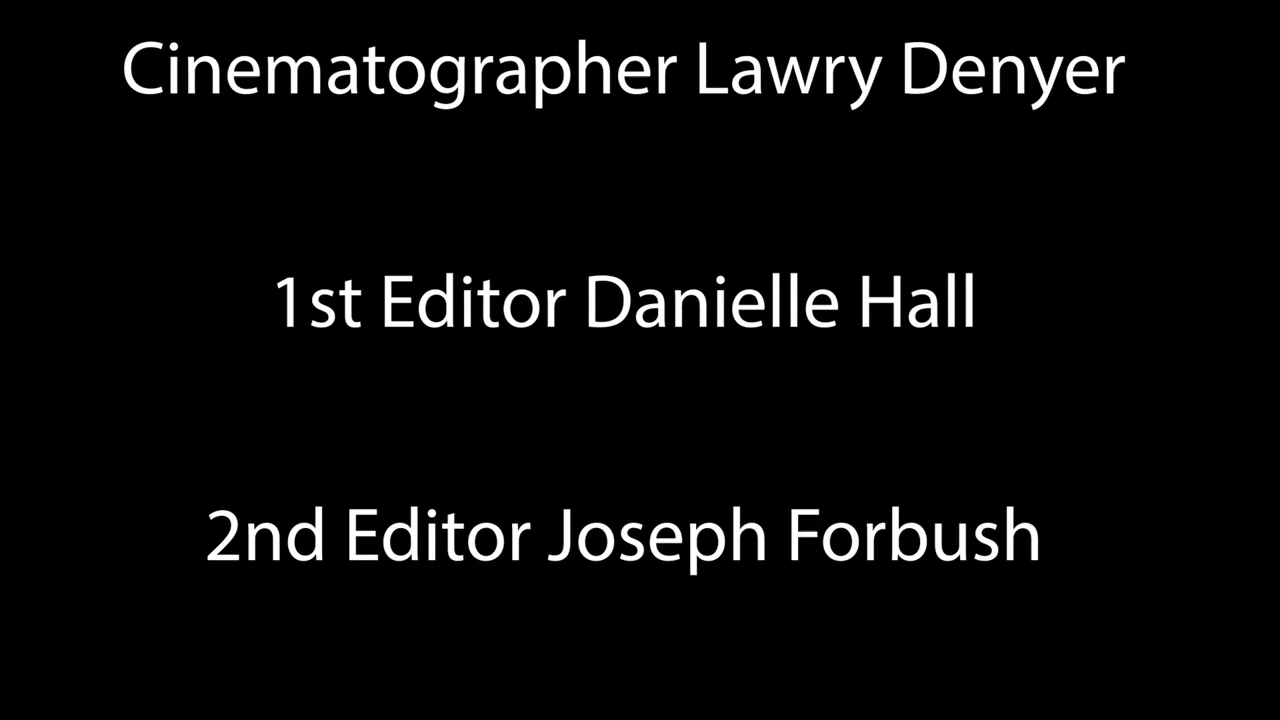 Cinematographer Lawry Denyer
1st Editor Danielle Hall
2nd Editor Joseph Forbush